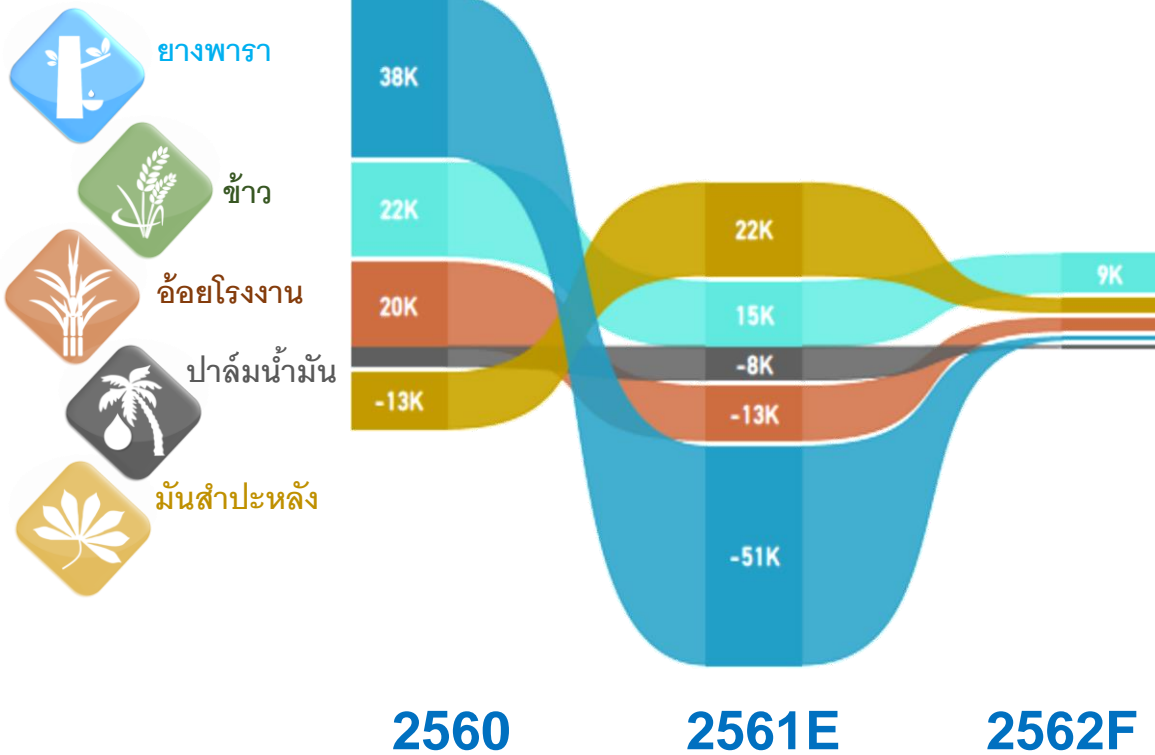 ยางพารา
ข้าว
อ้อยโรงงาน
ปาล์มน้ำมัน
มันสำปะหลัง
38K
22K
20K
-13K
22K
15K
-8K
-13K
-51K
9K
2560 2561E 2562F